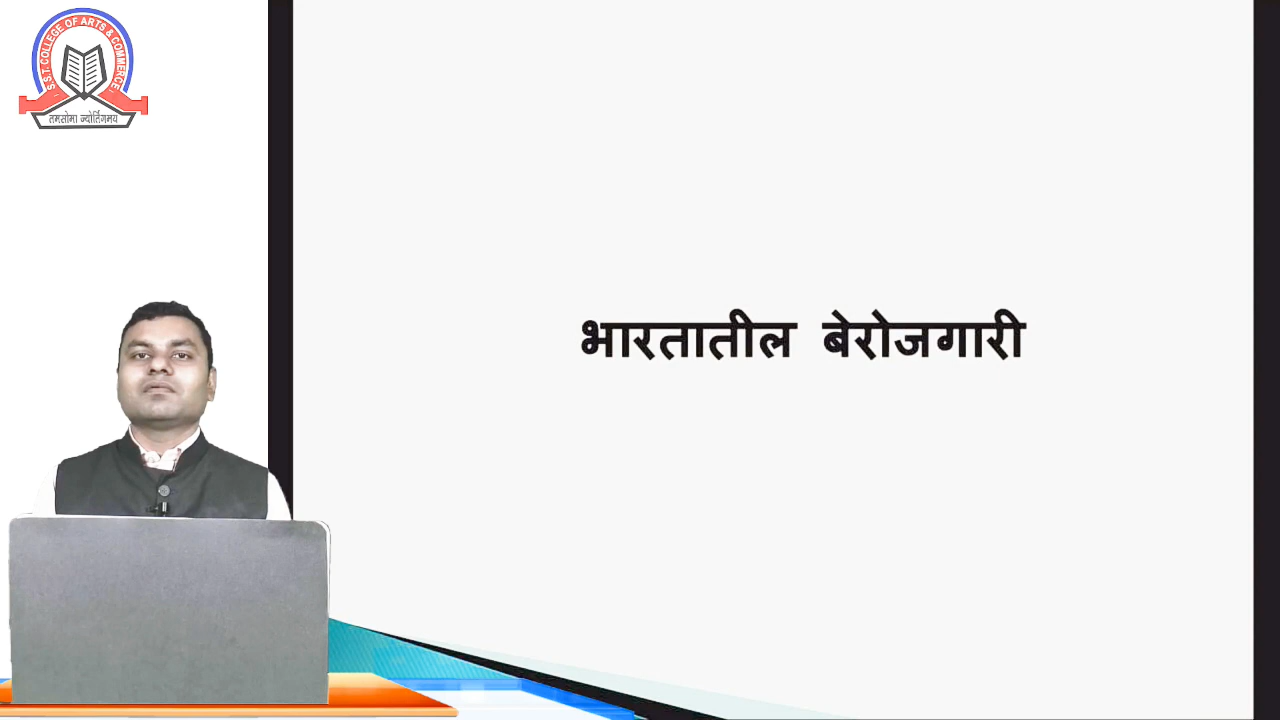 S.S.T. COLLEGE OF ARTS & COMMERCE
तमसोमा ज्योर्तिगमय
भारतातील बेरोजगारी